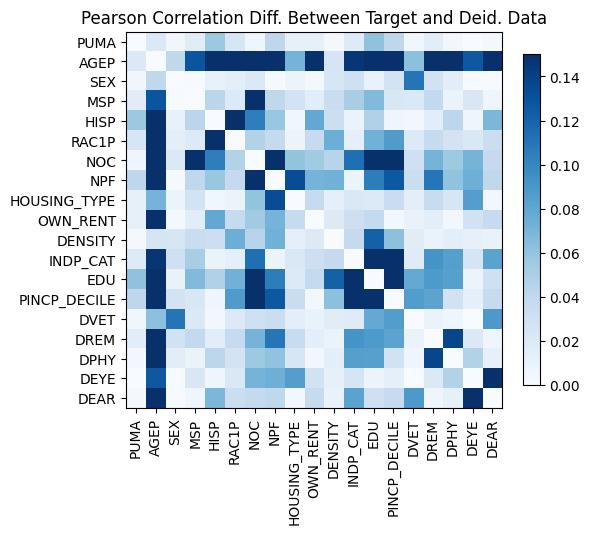 Pearson Correlation Diff. Between Target and Deid. Data
PUMA
AGEP
SEX
MSP
HISP
RAC1P
NOC
NPF
HOUSING_TYPE
OWN_RENT
DENSITY
INDP_CAT
EDU
PINCP_DECILE
DVET
DREM
DPHY
DEYE
DEAR
PUMA
AGEP
SEX
MSP
HISP
RAC1P
NOC
NPF
HOUSING_TYPE
OWN_RENT
DENSITY
INDP_CAT
EDU
PINCP_DECILE
DVET
DREM
DPHY
DEYE
DEAR
0.14
0.12
0.10
0.08
0.06
0.04
0.02
0.00